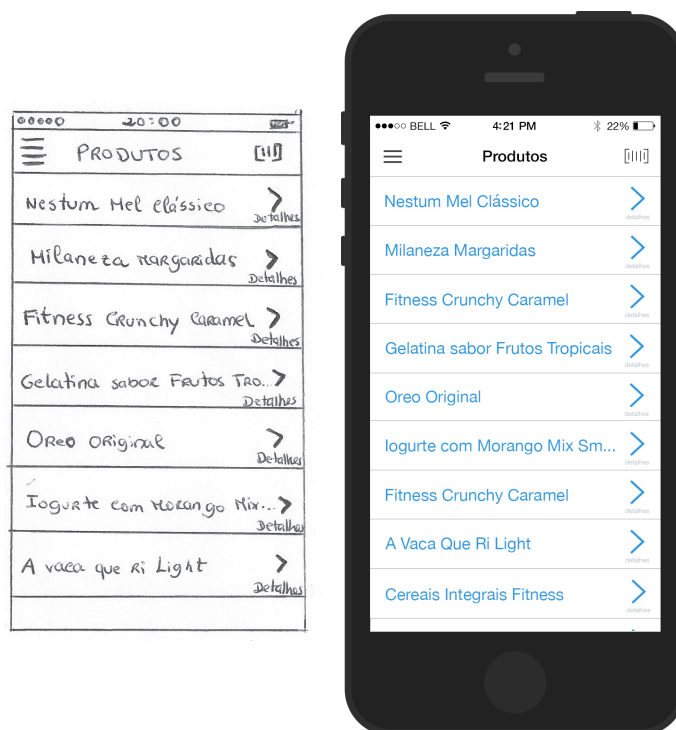 20:00
PRODUTOS
Nestum Mel Clássico
Detalhes
Milaneza Margaridas
Detalhes
Fitness Crunchy Caramel
Detalhes
Gelatina sabor Frutos Tro...
Detalhes
Oreo Original
Detalhes
Iogurte com Morango Mix...
Detalhes
A vaca que Ri Light
Detalhes
BELL 4:21 PM 22%
Produtos
Nestum Mel Clássico
detalhes
Milaneza Margaridas
detalhes
Fitness Crunchy Caramel
detalhes
Gelatina sabor Frutos Tropicais
detalhes
Oreo Original
detalhes
Iogurte com Morango Mix Sm...
detalhes
Fitness Crunchy Caramel
detalhes
A Vaca Que Ri Light
detalhes
Cereais Integrais Fitness
detalhes